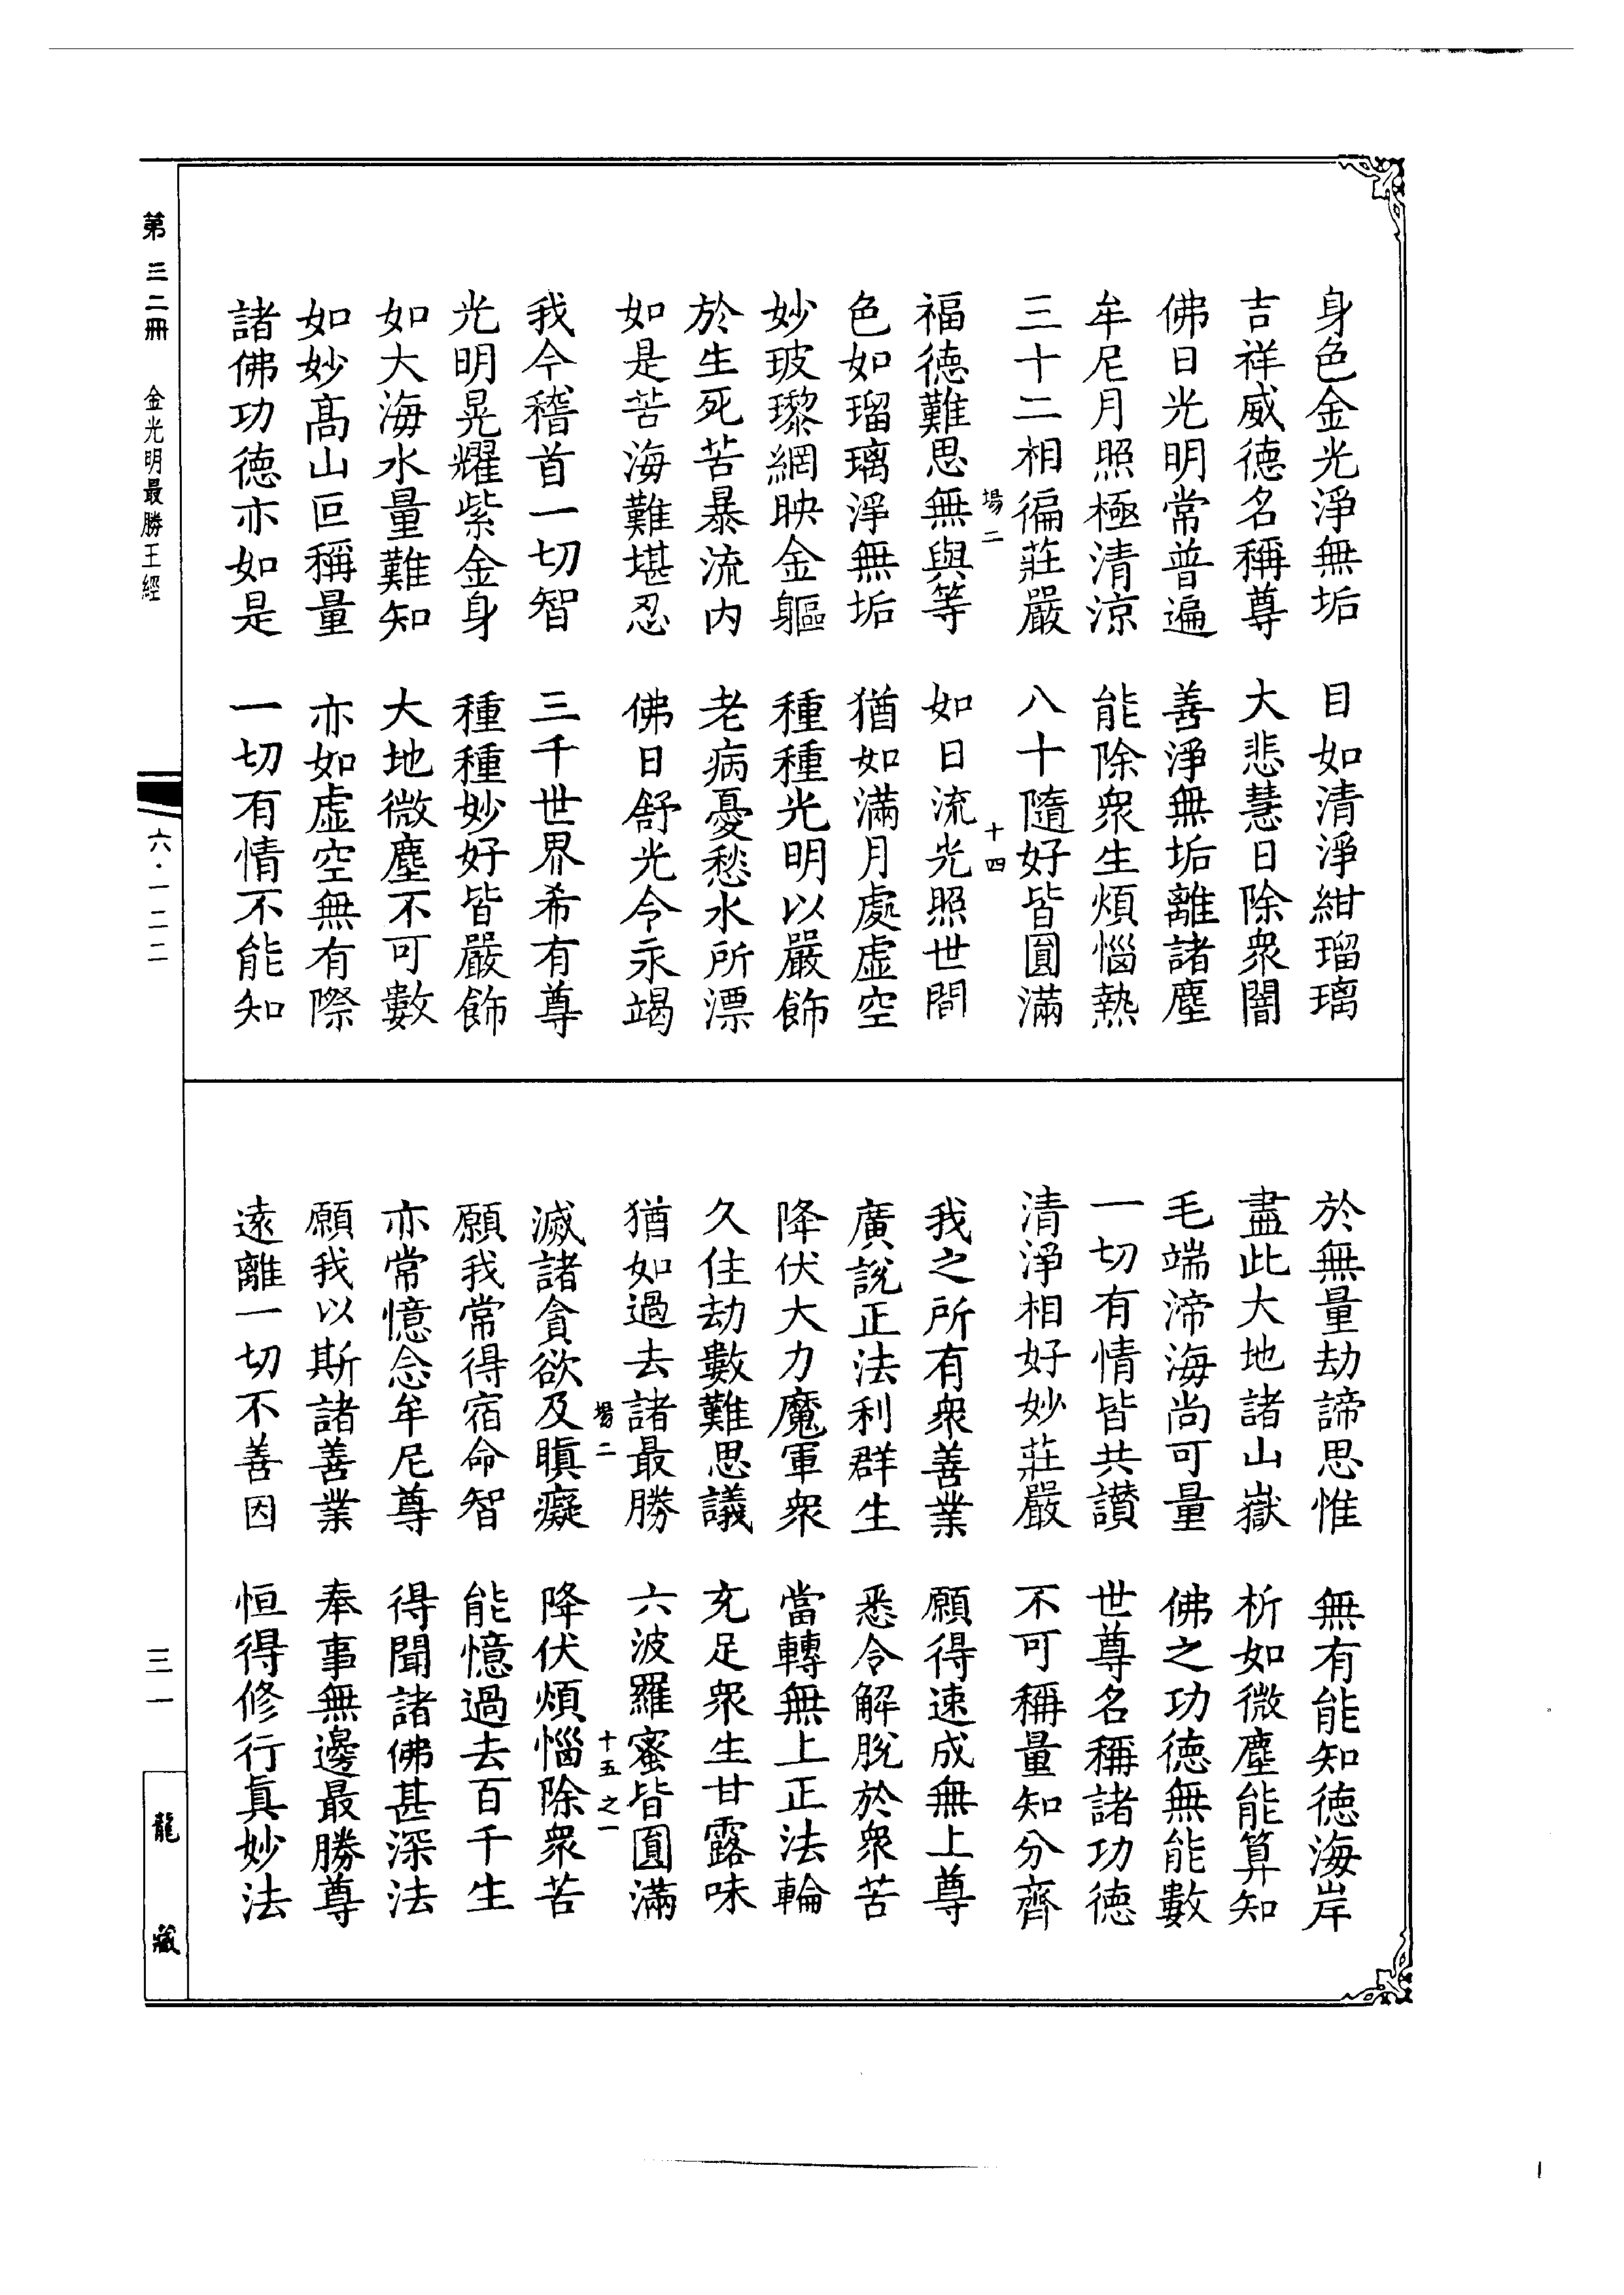 身色金光淨無垢　目如清淨紺瑠璃
吉祥威德名稱尊　大悲慧日除衆闇
佛日光明常普遍　善淨無垢離諸塵
牟尼月照極清涼　能除衆生煩惱熱
三十二相徧莊嚴　八十隨好皆圓滿
場二　十四
福德難思無與等　如日流光照世間
色如瑠璃淨無垢　猶如滿月處虛空
妙玻瓈網映金軀　種種光明以嚴飾
於生死苦暴流内　老病憂愁水所漂
如是苦海難堪忍　佛日舒光令永竭
我今稽首一切智　三千世界希有尊
光明晃耀紫金身　種種妙好皆嚴飾
如大海水量難知　大地微塵不可數
如妙高山叵稱量　亦如虛空無有際
諸佛功德亦如是　一切有情不能知
於無量劫諦思惟　無有能知德海岸
盡此大地諸山嶽　析如微塵能算知
毛端渧海尚可量　佛之功德無能數
一切有情皆共讃　世尊名稱諸功德
清淨相好妙莊嚴　不可稱量知分齊
我之所有衆善業　願得速成無上尊
廣說正法利群生　悉令解脫於衆苦
降伏大力魔軍衆　當轉無上正法輪
久住劫數難思議　充足衆生甘露味
猶如過去諸最勝　六波羅蜜皆圓滿
場二　十五之一
滅諸貪欲及瞋癡　降伏煩惱除衆苦
願我常得宿命智　能憶過去百千生
亦常憶念牟尼尊　得聞諸佛甚深法
願我以斯諸善業　奉事無邊最勝尊
遠離一切不善因　恒得修行眞妙法
第三二冊　金光明最勝王經
六·一二二
三一
龍藏